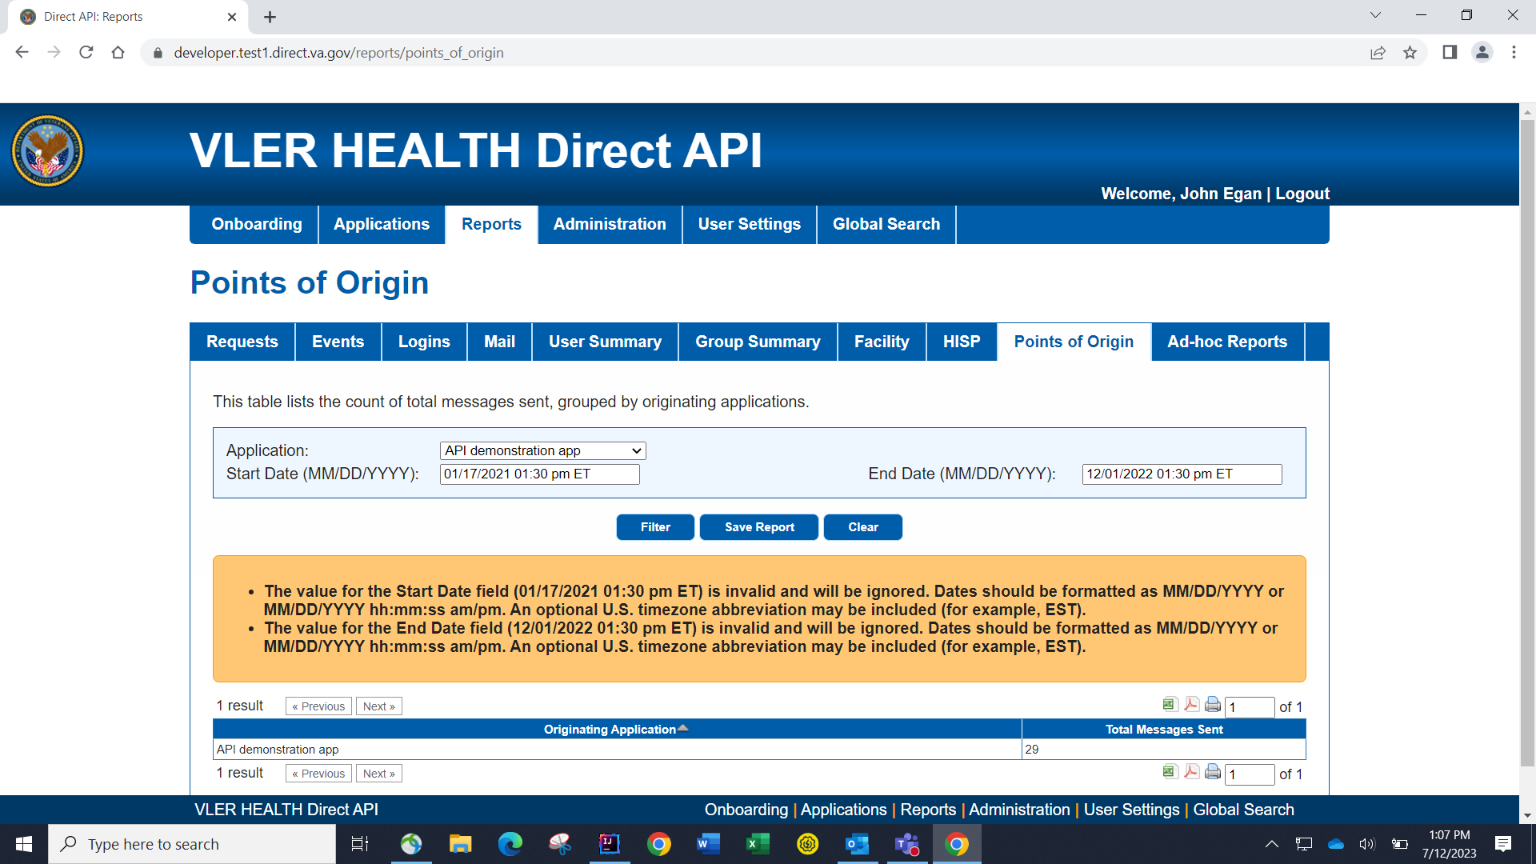 Direct API: Reports
developer.test1.direct.va.gov/reports/points_of_origin
VLER HEALTH Direct API
Welcome, John Egan | Logout
Onboarding Applications Reports Administration User Settings Global Search
Points of Origin
Requests Events Logins Mail User Summary Group Summary Facility HISP Points of Origin Ad-hoc Reports
This table lists the count of total messages sent, grouped by originating applications.
Application: API demonstration app
Start Date (MM/DD/YYYY): 01/17/2021 01:30 pm ET End Date (MM/DD/YYYY): 12/01/2022 01:30 pm ET
Filter Save Report Clear
• The value for the Start Date field (01/17/2021 01:30 pm ET) is invalid and will be ignored. Dates should be formatted as MM/DD/YYYY or
MM/DD/YYYY hh:mm:ss am/pm. An optional U.S. timezone abbreviation may be included (for example, EST).
• The value for the End Date field (12/01/2022 01:30 pm ET) is invalid and will be ignored. Dates should be formatted as MM/DD/YYYY or
MM/DD/YYYY hh:mm:ss am/pm. An optional U.S. timezone abbreviation may be included (for example, EST).
1 result « Previous Next » 1 of 1
Originating Application Total Messages Sent
API demonstration app 29
1 result « Previous Next » 1 of 1
VLER HEALTH Direct API Onboarding | Applications | Reports | Administration | User Settings | Global Search
Type here to search
1:07 PM
7/12/2023